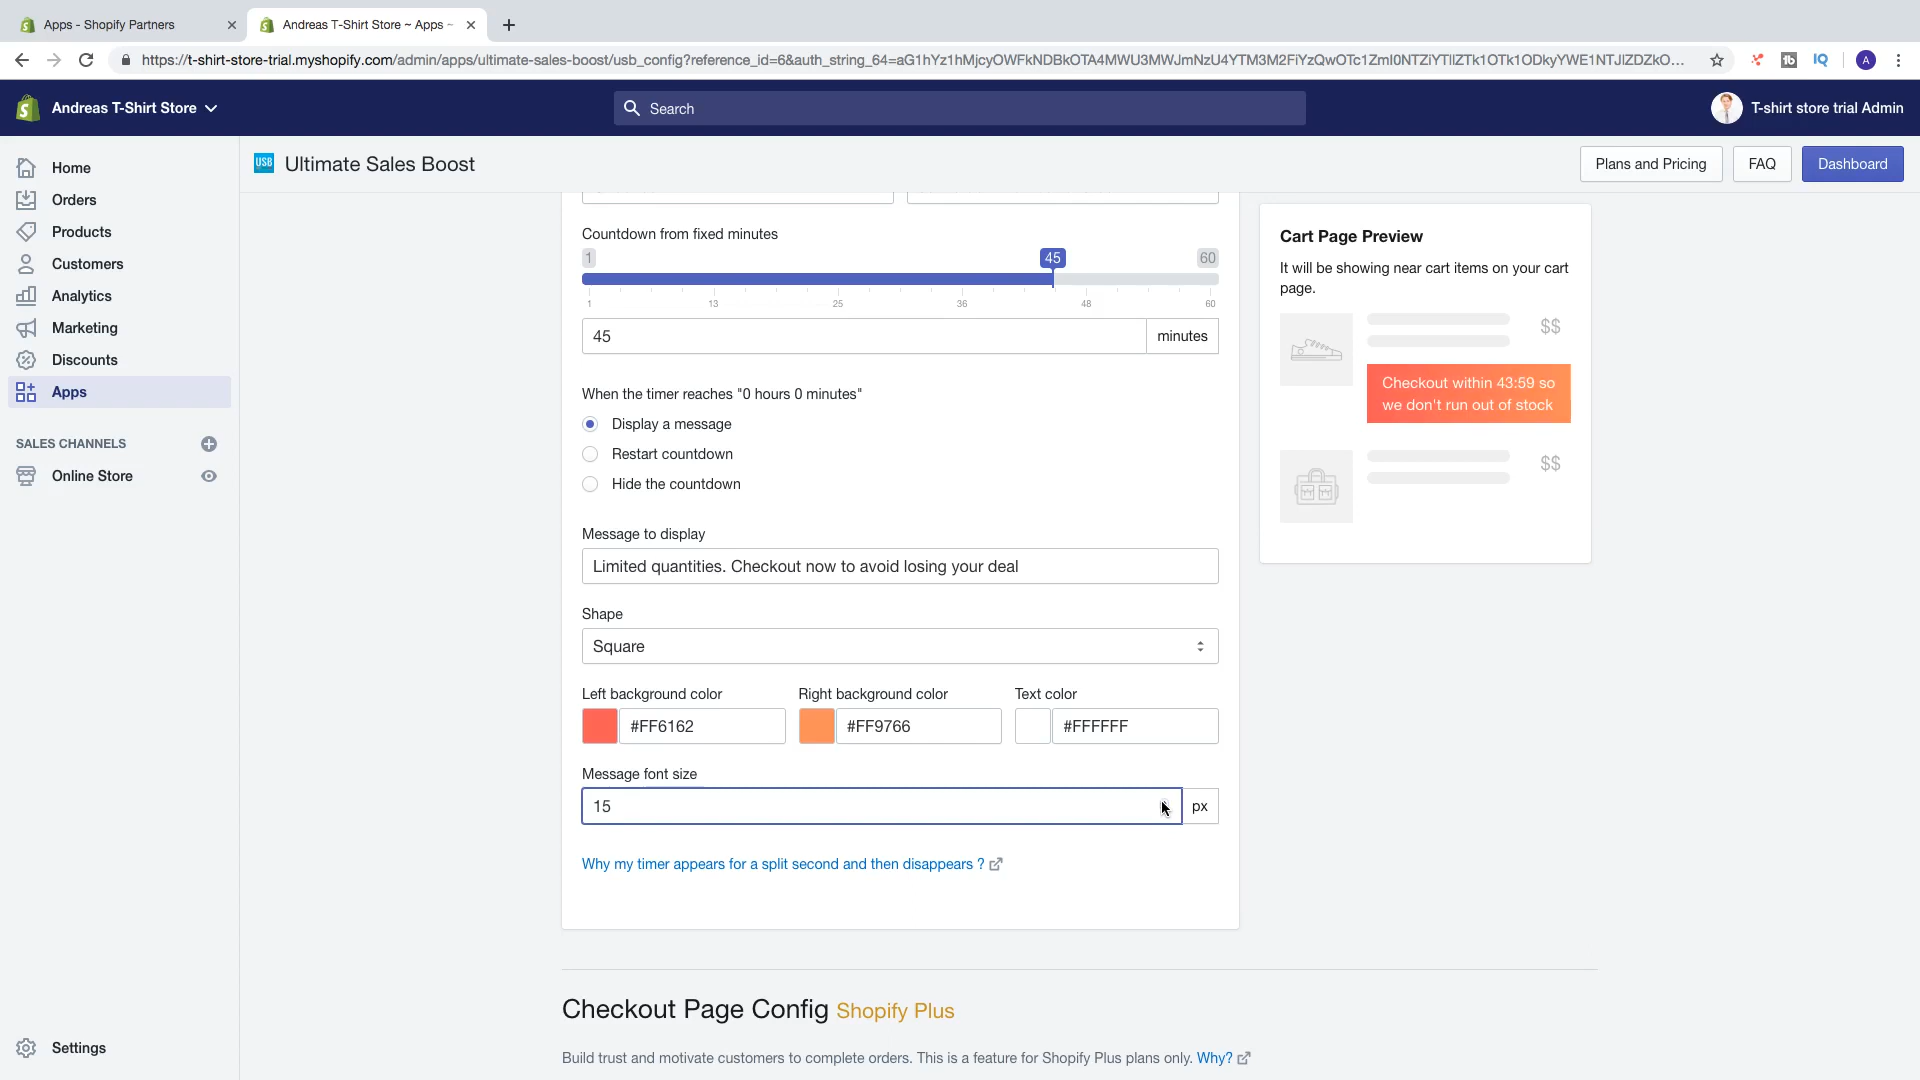 Apps - Shopify Partners
Andreas T-Shirt Store ~ Apps ~
https://t-shirt-store-trial.myshopify.com/admin/apps/ultimate-sales-boost/usb_config?reference_id=6&auth_string_64=aG1hYz1hMjcyOWFkNDBkOTA4MWU3MWJmNzU4YTM3M2FiYzQwOTc1ZmI0NTZiYTllZTk1OTk1ODkyYWE1NTJlZDZkO...
A
Andreas T-Shirt Store
Search
T-shirt store trial Admin
Home
Orders
Products
Customers
Analytics
Marketing
Discounts
Apps
SALES CHANNELS
Online Store
Settings
USB
Ultimate Sales Boost
Plans and Pricing
FAQ
Dashboard
Countdown from fixed minutes
1 45 60
1 13 25 36 48 60
45 minutes
When the timer reaches "0 hours 0 minutes"
Display a message
Restart countdown
Hide the countdown
Message to display
Limited quantities. Checkout now to avoid losing your deal
Shape
Square
Left background color Right background color Text color
#FF6162 #FF9766 #FFFFFF
Message font size
15 px
Why my timer appears for a split second and then disappears ?
Checkout Page Config Shopify Plus
Build trust and motivate customers to complete orders. This is a feature for Shopify Plus plans only. Why?
Cart Page Preview
It will be showing near cart items on your cart
page.
$$
Checkout within 43:59 so
we don't run out of stock
$$